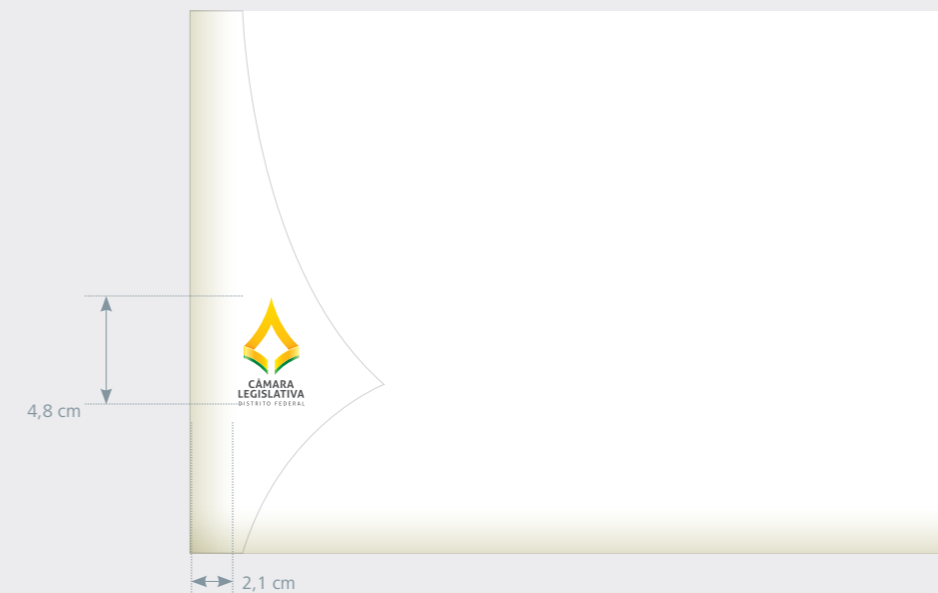 CÂMARA
LEGISLATIVA
DISTRITO FEDERAL
4,8 cm
2,1 cm